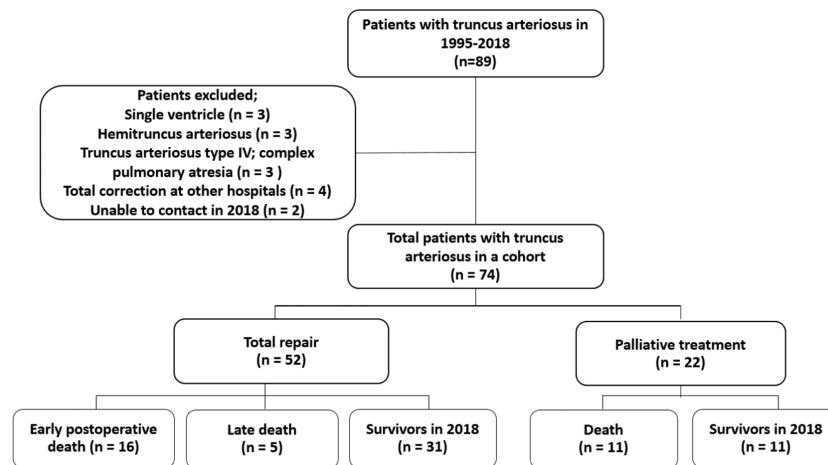 Patients with truncus arteriosus in
1995-2018
(n=89)
Patients excluded;
Single ventricle (n = 3)
Hemitruncus arteriosus (n = 3)
Truncus arteriosus type IV; complex
pulmonary atresia (n = 3 )
Total correction at other hospitals (n = 4)
Unable to contact in 2018 (n = 2)
Total patients with truncus
arteriosus in a cohort
(n = 74)
Total repair
(n = 52)
Palliative treatment
(n = 22)
Early postoperative
death (n = 16)
Late death
(n = 5)
Survivors in 2018
(n = 31)
Death
(n = 11)
Survivors in 2018
(n = 11)